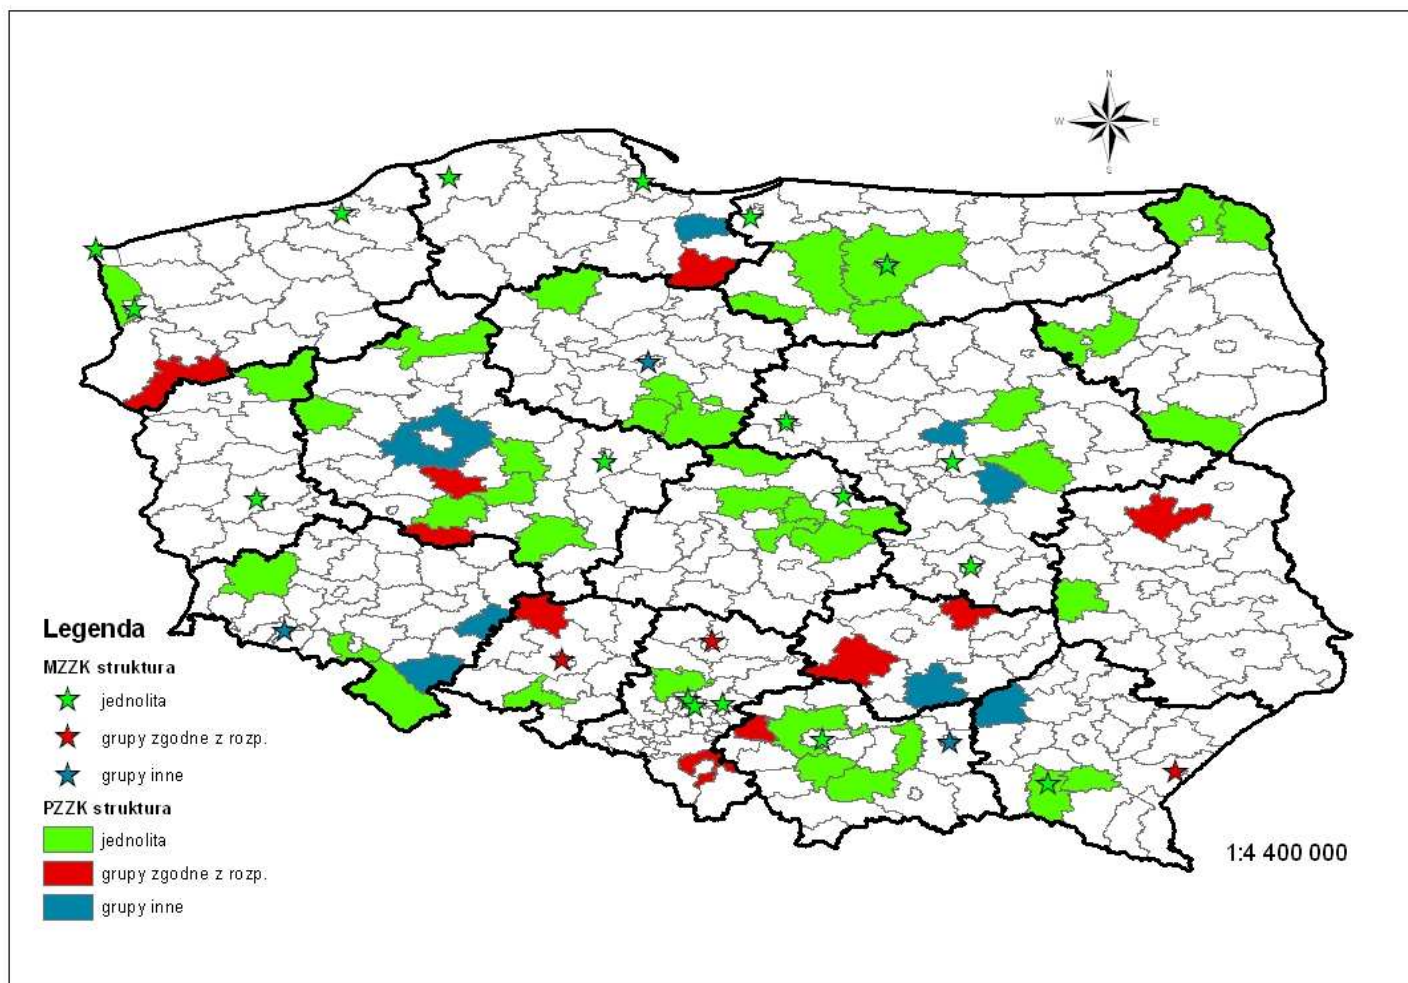 N
W
E
S
Legenda
MZZK struktura
jednolita
grupy zgodne z rozp.
grupy inne
PZZK struktura
jednolita
grupy zgodne z rozp.
grupy inne
1:4 400 000